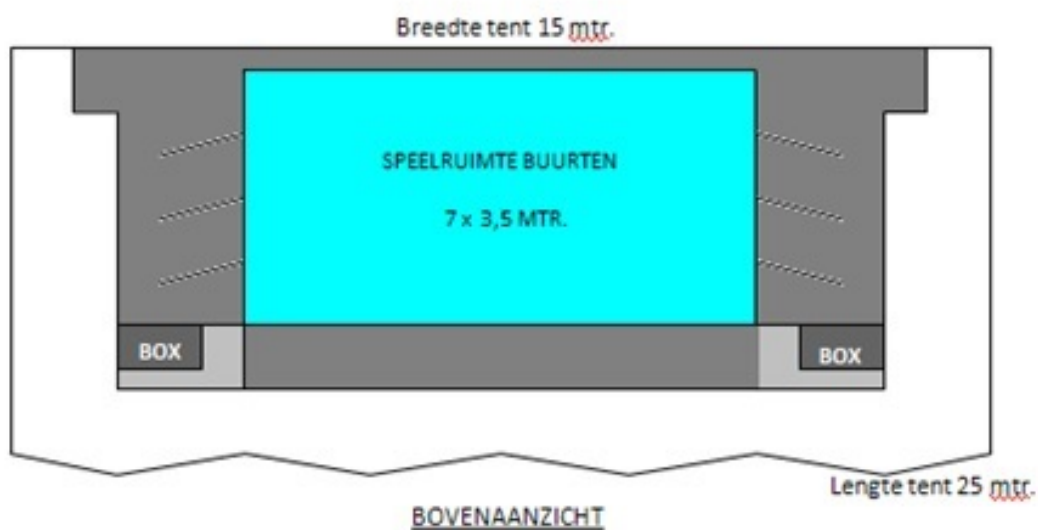 Breedte tent 15 mtr.
SPEELRUIMTE BUURTEN
7 x 3,5 MTR.
BOX
BOX
Lengte tent 25 mtr.
BOVENAANZICHT